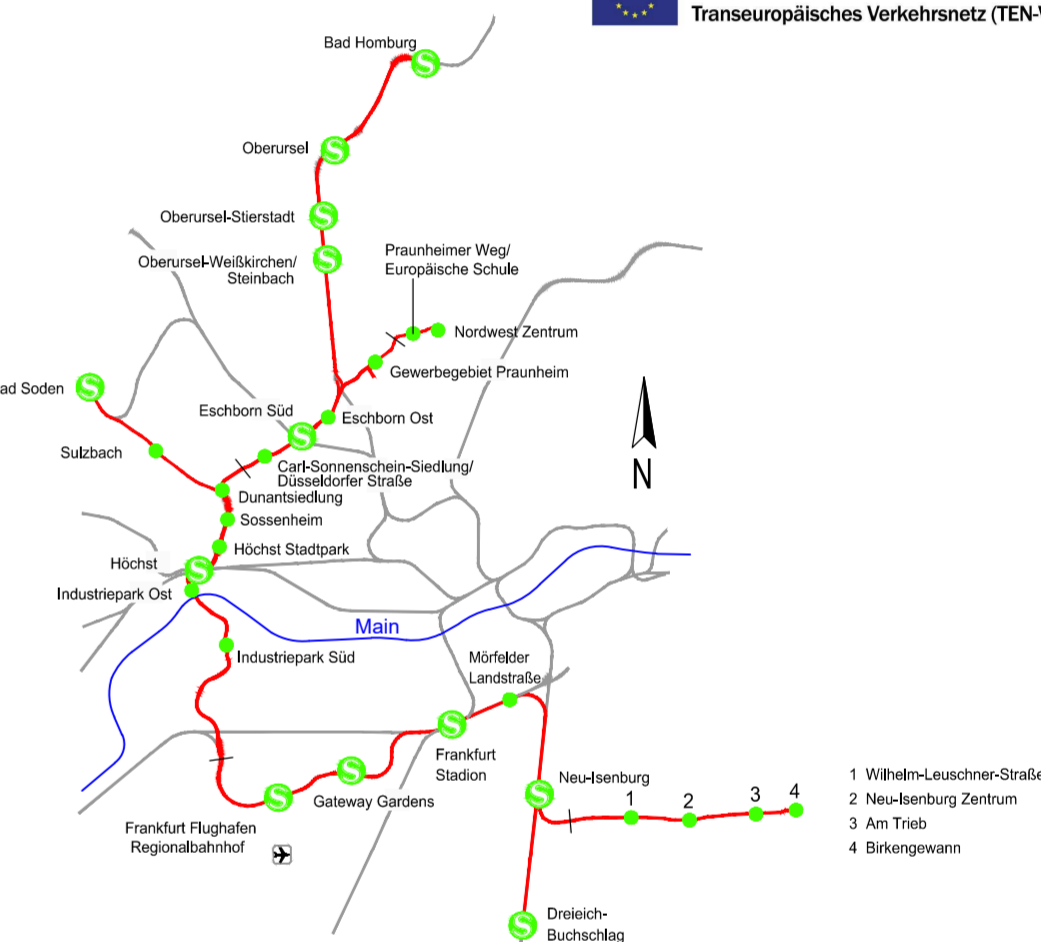 Transeuropäisches Verkehrsnetz (TEN-
Bad Homburg
Oberursel
Oberursel-Stierstadt
Oberursel-Weißkirchen/
Steinbach
Praunheimer Weg/
Europäische Schule
Nordwest Zentrum
Gewerbegebiet Praunheim
ad Soden
Eschborn Süd
Eschborn Ost
Sulzbach
Carl-Sonnenschein-Siedlung/
Düsseldorfer Straße
Dunantsiedlung
Sossenheim
Höchst Stadtpark
Höchst
Industriepark Ost
N
Main
Industriepark Süd
Mörfelder
Landstraße
Frankfurt
Stadion
Gateway Gardens
Frankfurt Flughafen
Regionalbahnhof
Neu-Isenburg
1
2
3
4
1 Wilhelm-Leuschner-Straße
2 Neu-Isenburg Zentrum
3 Am Trieb
4 Birkengewann
Dreieich-
Buchschlag
S
S
S
S
S
S
S
S
S
S
S
S